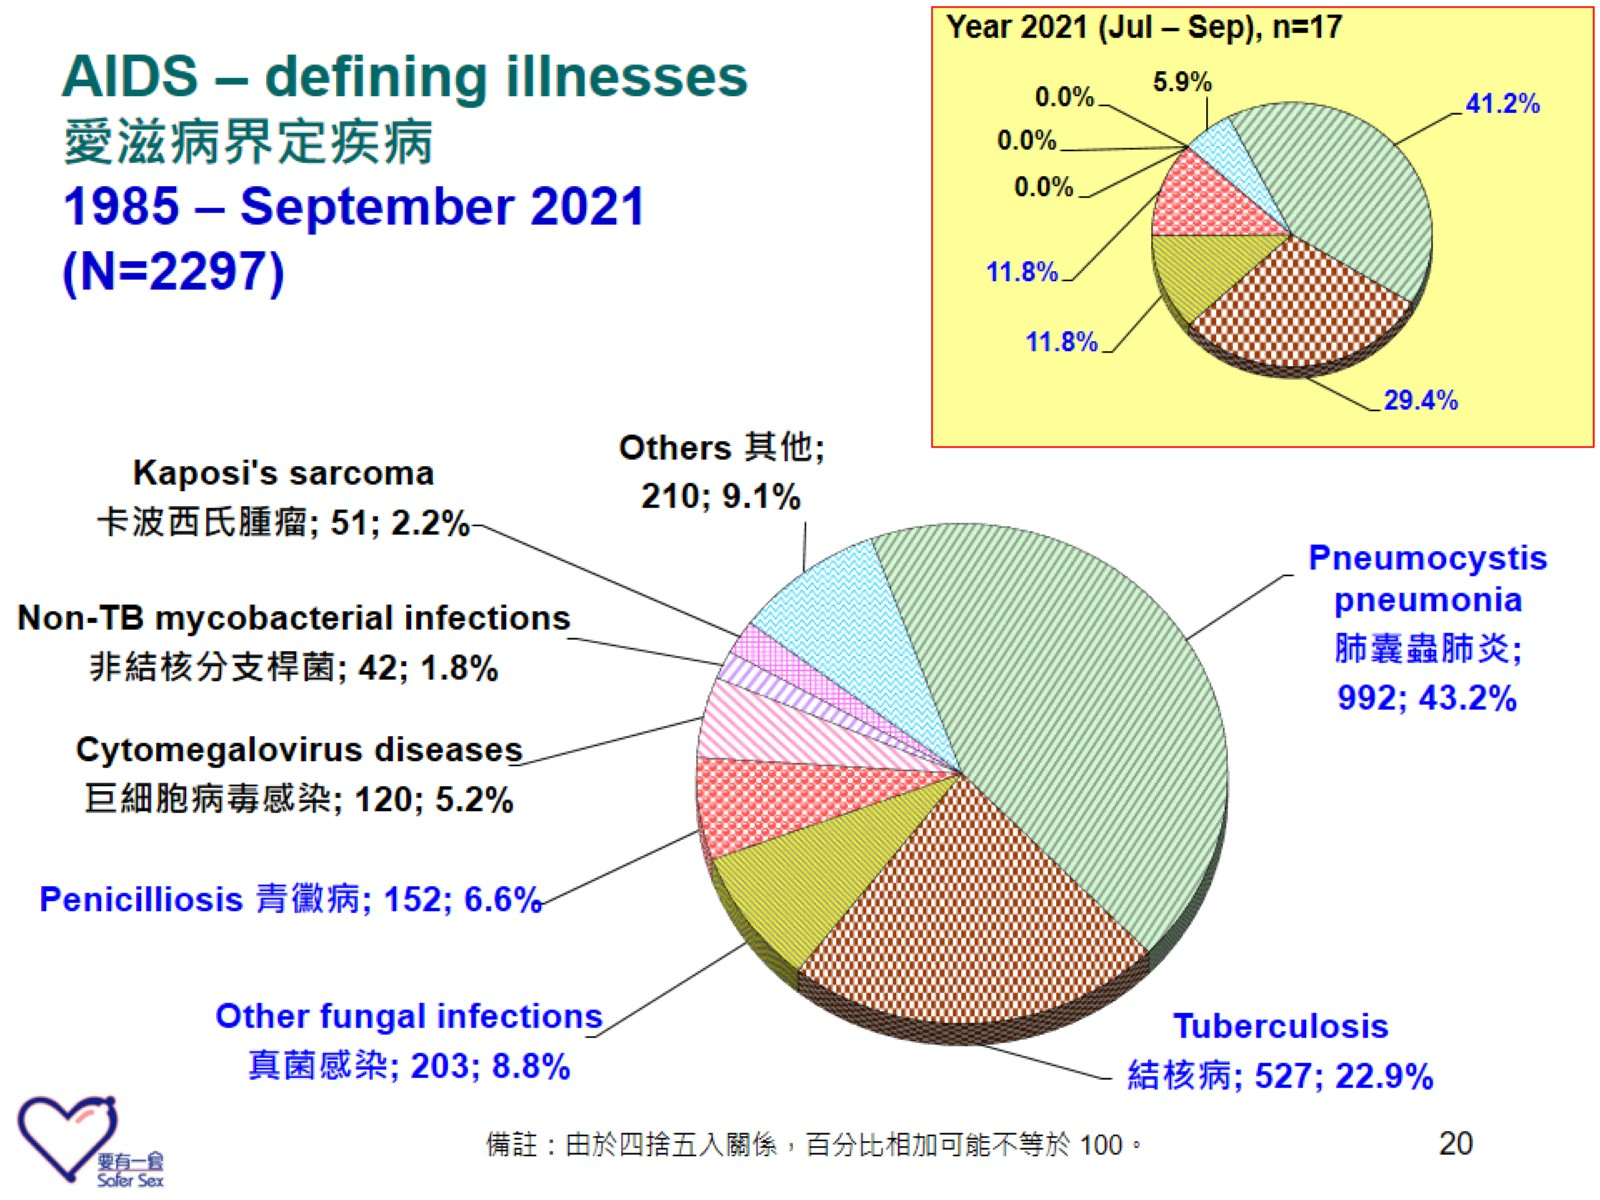 AIDS – defining illnesses
愛滋病界定疾病
1985 – September 2021
(N=2297)
Year 2021 (Jul – Sep), n=17
5.9%
0.0%
41.2%
0.0%
0.0%
11.8%
11.8%
29.4%
Others 其他;
210; 9.1%
Kaposi's sarcoma
卡波西氏腫瘤; 51; 2.2%
Pneumocystis
pneumonia
肺囊蟲肺炎;
992; 43.2%
Non-TB mycobacterial infections
非結核分支桿菌; 42; 1.8%
Cytomegalovirus diseases
巨細胞病毒感染; 120; 5.2%
Penicilliosis 青黴病; 152; 6.6%
Other fungal infections
真菌感染; 203; 8.8%
Tuberculosis
結核病; 527; 22.9%
要有一套
Safer Sex
備註：由於四捨五入關係，百分比相加可能不等於 100。
20